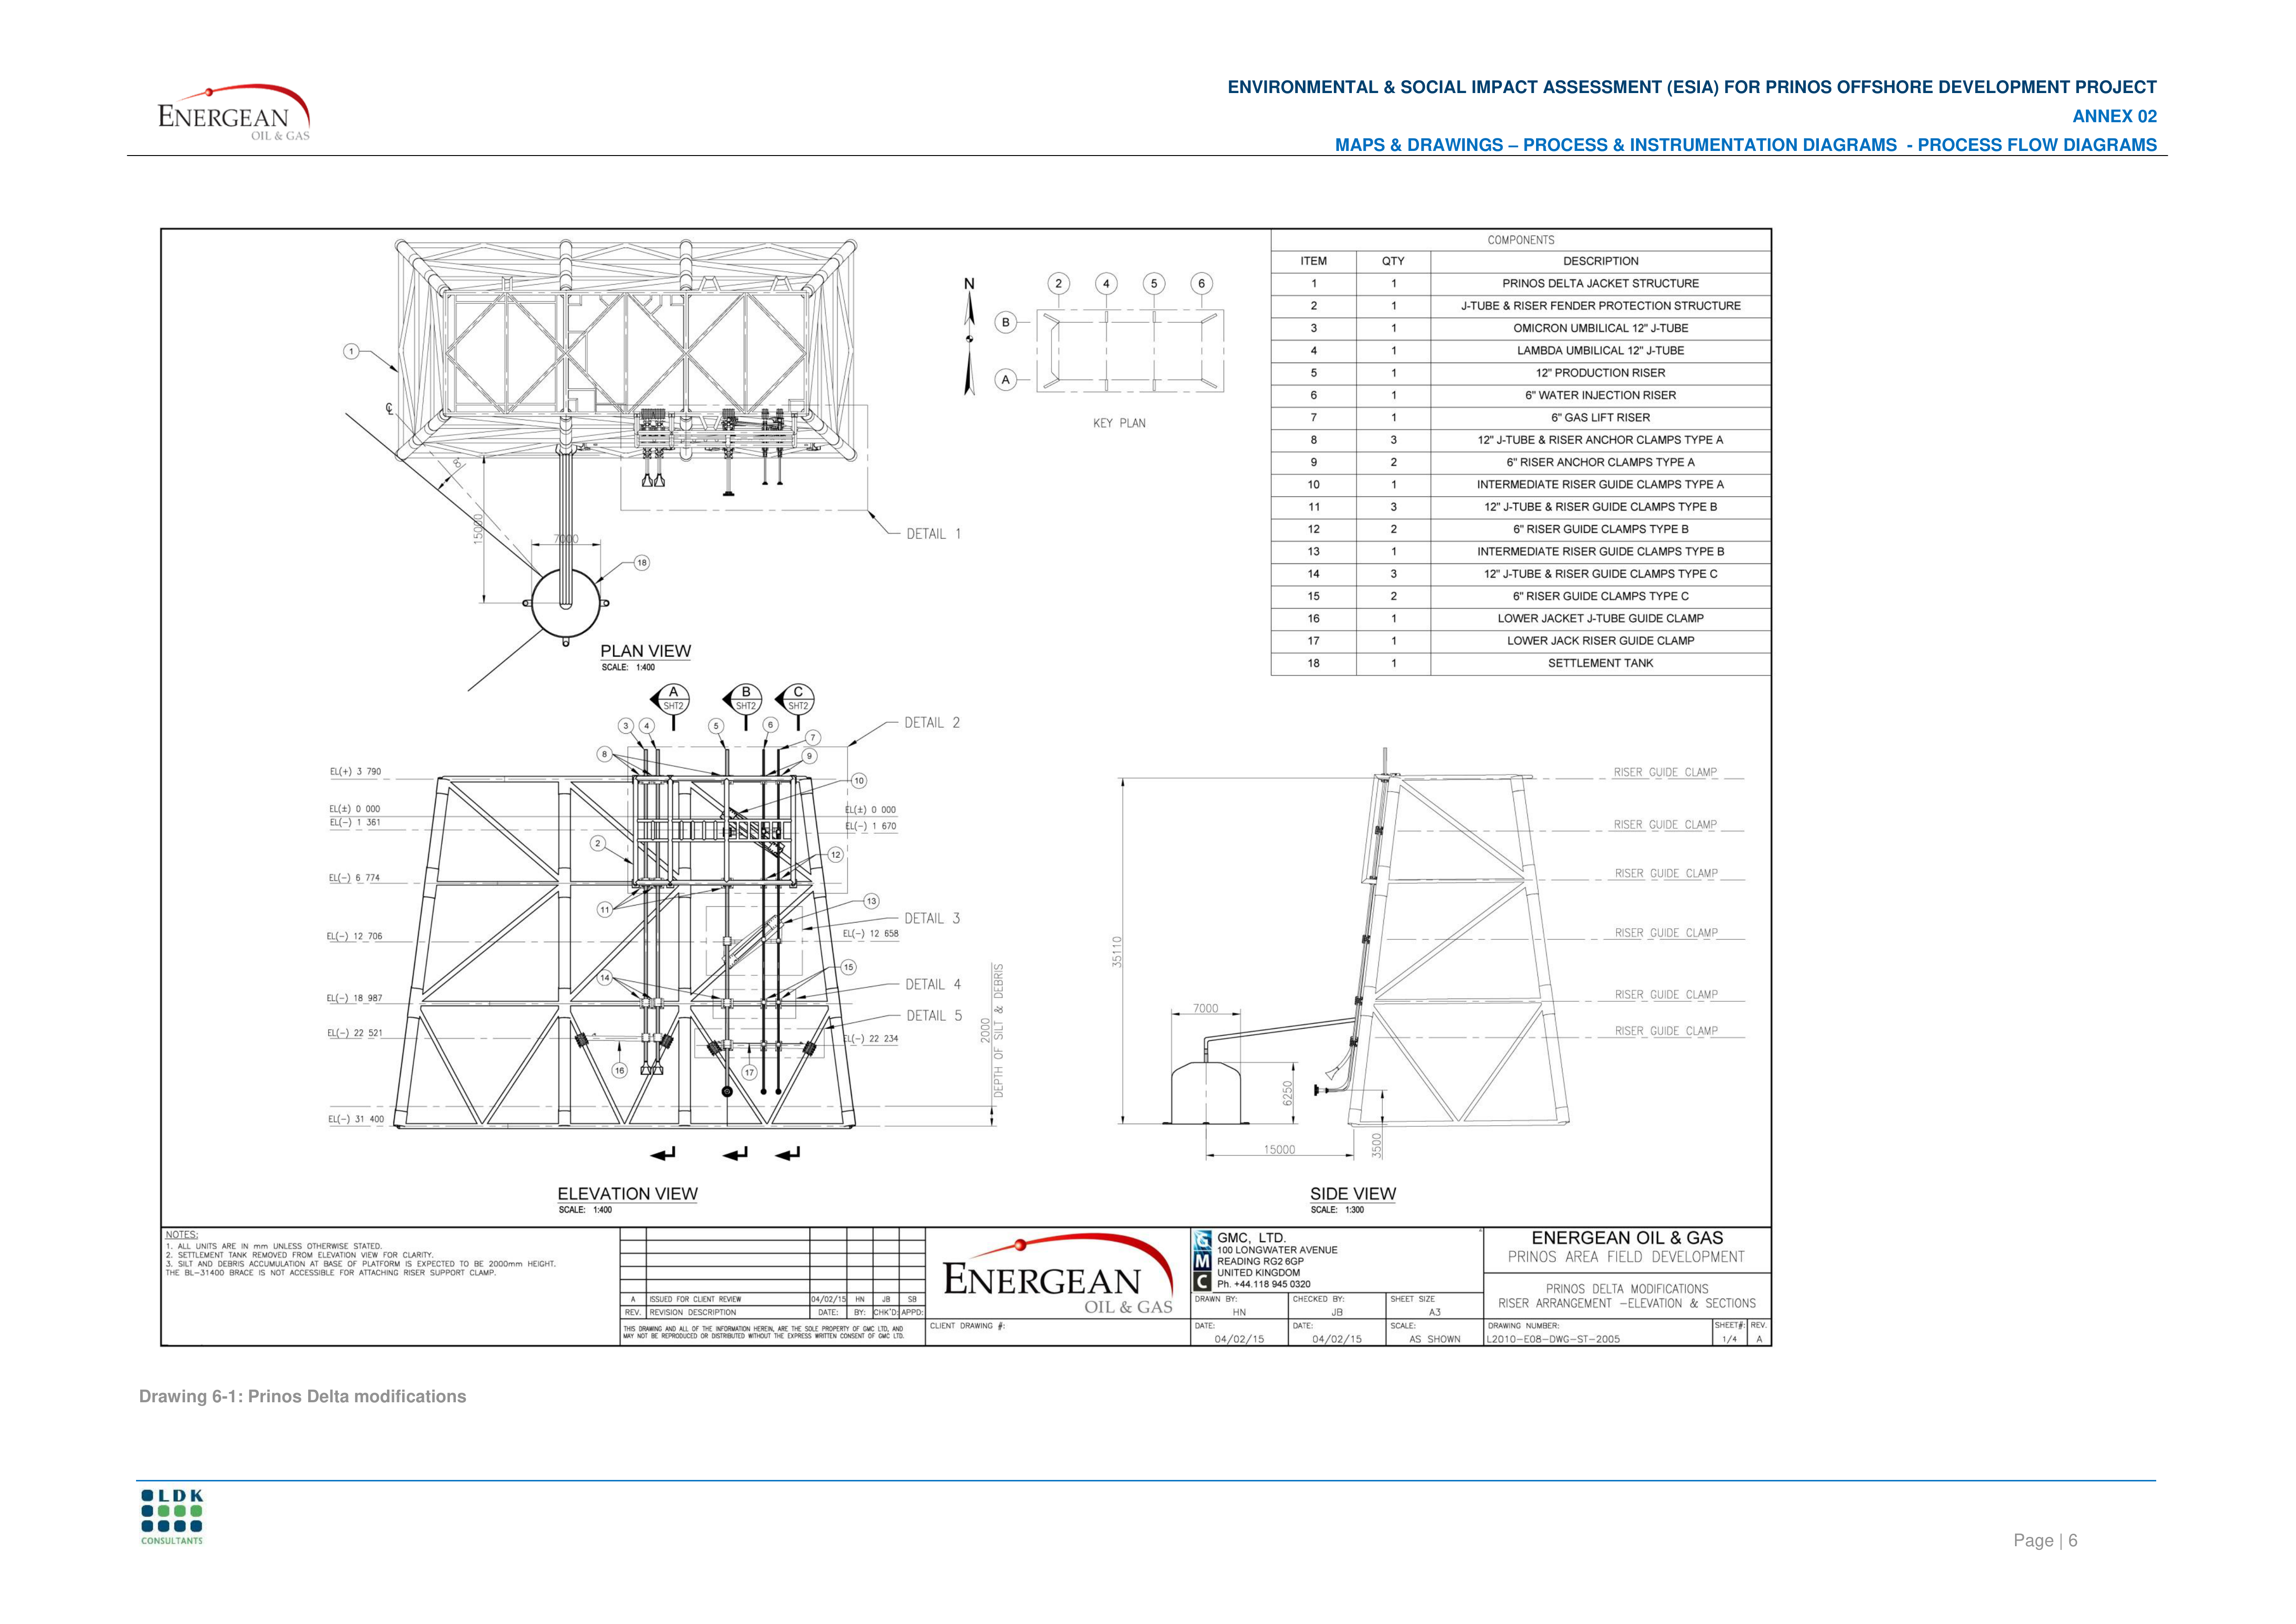 ENERGEAN
OIL & GAS
ENVIRONMENTAL & SOCIAL IMPACT ASSESSMENT (ESIA) FOR PRINOS OFFSHORE DEVELOPMENT PROJECT
ANNEX 02
MAPS & DRAWINGS – PROCESS & INSTRUMENTATION DIAGRAMS - PROCESS FLOW DIAGRAMS
1
8°
15000
7000
18
DETAIL 1
PLAN VIEW
SCALE: 1:400
N
2 4 5 6
B
A
KEY PLAN
COMPONENTS
ITEM QTY DESCRIPTION
1 1 PRINOS DELTA JACKET STRUCTURE
2 1 J-TUBE & RISER FENDER PROTECTION STRUCTURE
3 1 OMICRON UMBILICAL 12" J-TUBE
4 1 LAMBDA UMBILICAL 12" J-TUBE
5 1 12" PRODUCTION RISER
6 1 6" WATER INJECTION RISER
7 1 6" GAS LIFT RISER
8 3 12" J-TUBE & RISER ANCHOR CLAMPS TYPE A
9 2 6" RISER ANCHOR CLAMPS TYPE A
10 1 INTERMEDIATE RISER GUIDE CLAMPS TYPE A
11 3 12" J-TUBE & RISER GUIDE CLAMPS TYPE B
12 2 6" RISER GUIDE CLAMPS TYPE B
13 1 INTERMEDIATE RISER GUIDE CLAMPS TYPE B
14 3 12" J-TUBE & RISER GUIDE CLAMPS TYPE C
15 2 6" RISER GUIDE CLAMPS TYPE C
16 1 LOWER JACKET J-TUBE GUIDE CLAMP
17 1 LOWER JACK RISER GUIDE CLAMP
18 1 SETTLEMENT TANK
A SHT2
B SHT2
C SHT2
3 4 5 6 7
8 9
10
2
12
11
13
14
15
16
17
DETAIL 2
DETAIL 3
DETAIL 4
DETAIL 5
EL(+) 3 790
EL(±) 0 000
EL(-) 1 361
EL(-) 6 774
EL(-) 12 706
EL(-) 18 987
EL(-) 22 521
EL(-) 31 400
EL(±) 0 000
EL(-) 1 670
EL(-) 12 658
EL(-) 22 234
2000
DEPTH OF SILT & DEBRIS
ELEVATION VIEW
SCALE: 1:400
35110
7000
6250
15000
3500
RISER GUIDE CLAMP
RISER GUIDE CLAMP
RISER GUIDE CLAMP
RISER GUIDE CLAMP
RISER GUIDE CLAMP
RISER GUIDE CLAMP
SIDE VIEW
SCALE: 1:300
NOTES:
1. ALL UNITS ARE IN mm UNLESS OTHERWISE STATED.
2. SETTLEMENT TANK REMOVED FROM ELEVATION VIEW FOR CLARITY.
3. SILT AND DEBRIS ACCUMULATION AT BASE OF PLATFORM IS EXPECTED TO BE 2000mm HEIGHT.
THE BL-31400 BRACE IS NOT ACCESSIBLE FOR ATTACHING RISER SUPPORT CLAMP.
A ISSUED FOR CLIENT REVIEW 04/02/15 HN JB SB
REV. REVISION DESCRIPTION DATE: BY: CHK'D: APPD:
THIS DRAWING AND ALL OF THE INFORMATION HEREIN, ARE THE SOLE PROPERTY OF GMC LTD, AND
MAY NOT BE REPRODUCED OR DISTRIBUTED WITHOUT THE EXPRESS WRITTEN CONSENT OF GMC LTD.
ENERGEAN
OIL & GAS
CLIENT DRAWING #:
GMC
GMC, LTD.
100 LONGWATER AVENUE
READING RG2 6GP
UNITED KINGDOM
Ph. +44.118 945 0320
DRAWN BY: HN
CHECKED BY: JB
SHEET SIZE A3
DATE: 04/02/15
DATE: 04/02/15
SCALE: AS SHOWN
ENERGEAN OIL & GAS
PRINOS AREA FIELD DEVELOPMENT
PRINOS DELTA MODIFICATIONS
RISER ARRANGEMENT -ELEVATION & SECTIONS
DRAWING NUMBER: L2010-E08-DWG-ST-2005
SHEET#: 1/4
REV. A
Drawing 6-1: Prinos Delta modifications
LDK
CONSULTANTS
Page | 6